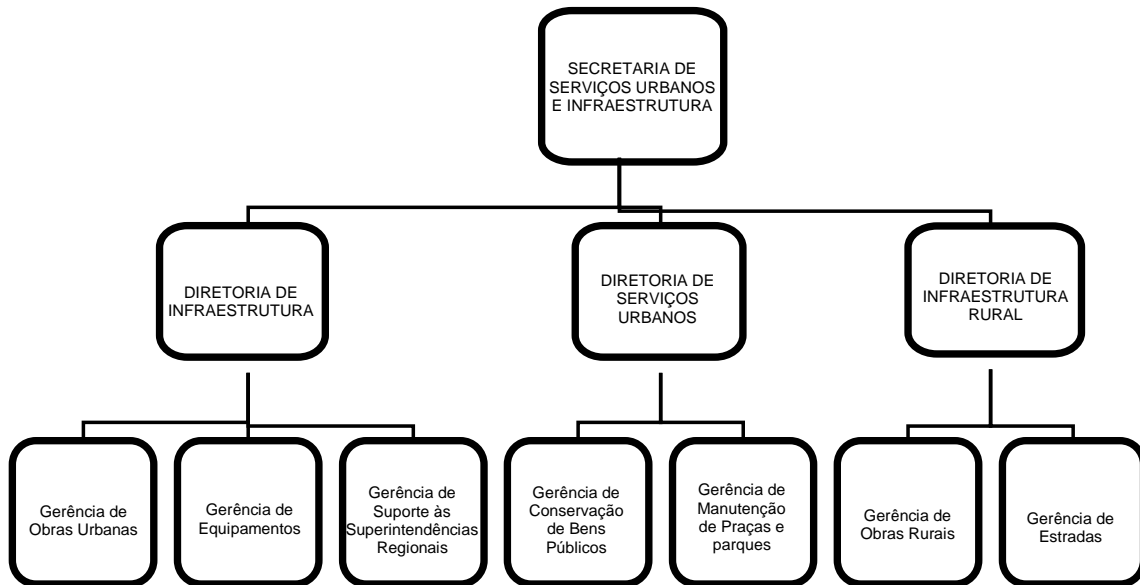 SECRETARIA DE
SERVIÇOS URBANOS
E INFRAESTRUTURA
DIRETORIA DE
INFRAESTRUTURA
DIRETORIA DE
SERVIÇOS
URBANOS
DIRETORIA DE
INFRAESTRUTURA
RURAL
Gerência de
Obras Urbanas
Gerência de
Equipamentos
Gerência de
Suporte às
Superintendências
Regionais
Gerência de
Conservação
de Bens
Públicos
Gerência de
Manutenção
de Praças e
parques
Gerência de
Obras Rurais
Gerência de
Estradas